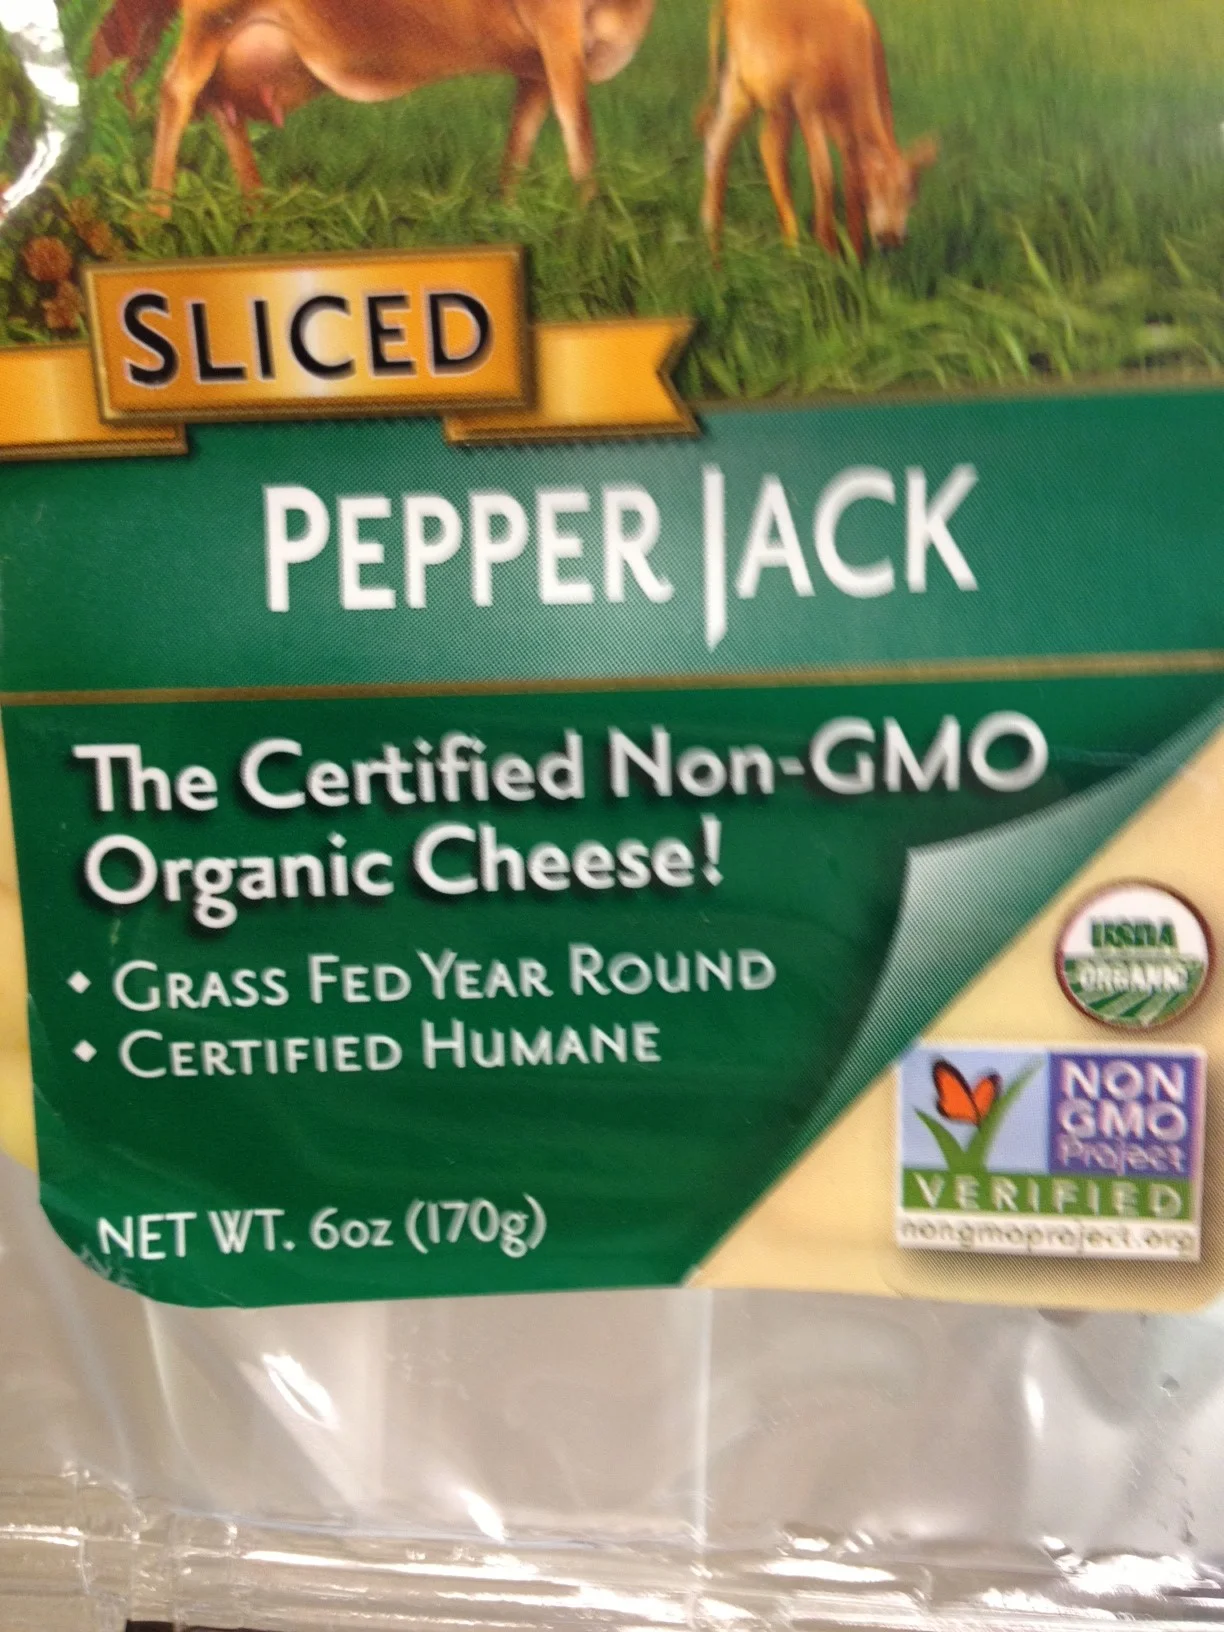 SLICED
PEPPER JACK
The Certified Non-GMO
Organic Cheese!
• GRASS FED YEAR ROUND
• CERTIFIED HUMANE
NET WT. 6oz (170g)
USDA
ORGANIC
NON
GMO
Project
VERIFIED
nongmoproject.org